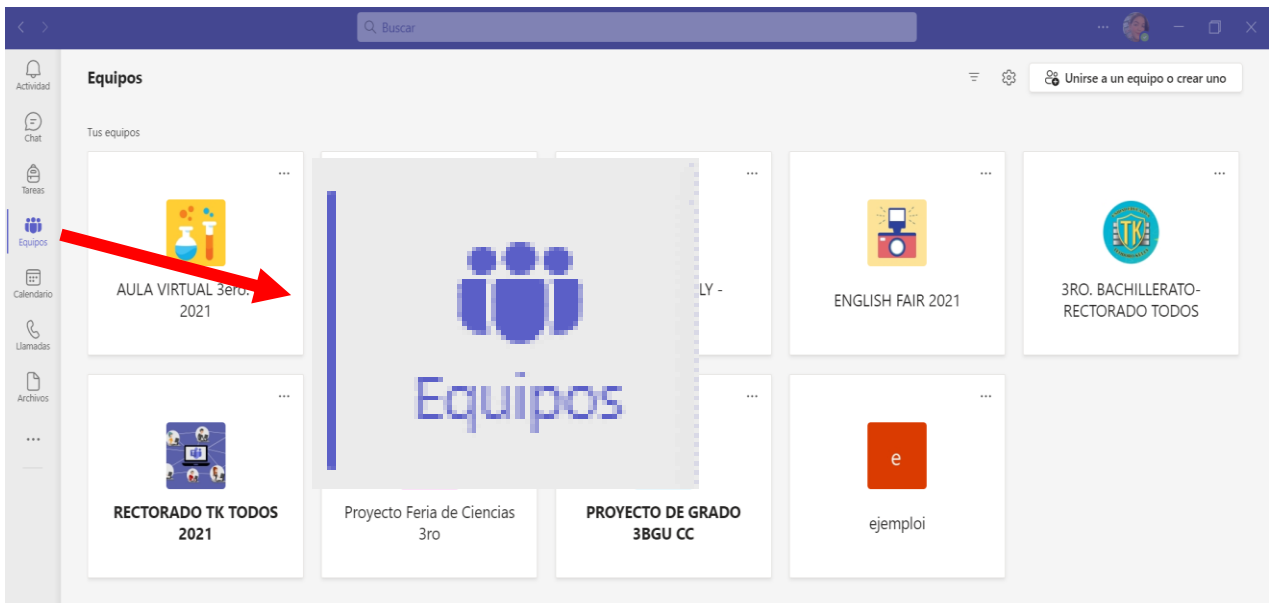 Buscar
Actividad
Chat
Tareas
Equipos
Calendario
Llamadas
Archivos
Equipos
Unirse a un equipo o crear uno
Tus equipos
AULA VIRTUAL 3ero.
2021
LY -
ENGLISH FAIR 2021
3RO. BACHILLERATO-
RECTORADO TODOS
TK
Equipos
RECTORADO TK TODOS
2021
Proyecto Feria de Ciencias
3ro
PROYECTO DE GRADO
3BGU CC
e
ejemploi